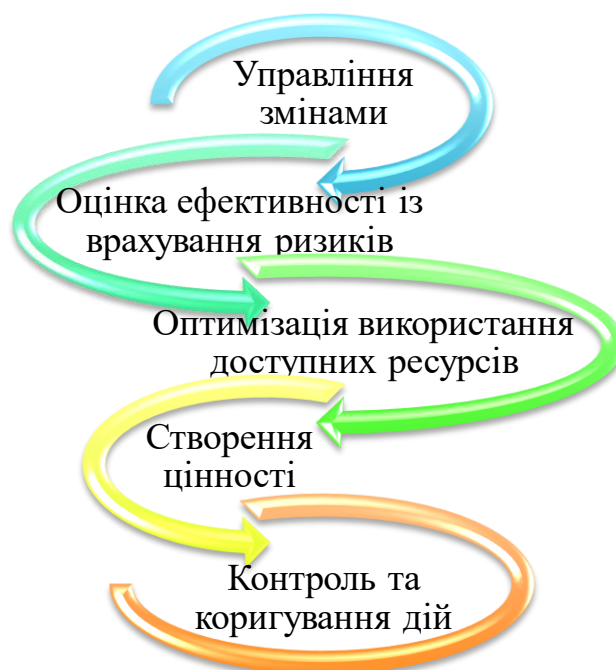 Управління
змінами
Оцінка ефективності із
врахування ризиків
Оптимізація використання
доступних ресурсів
Створення
цінності
Контроль та
коригування дій